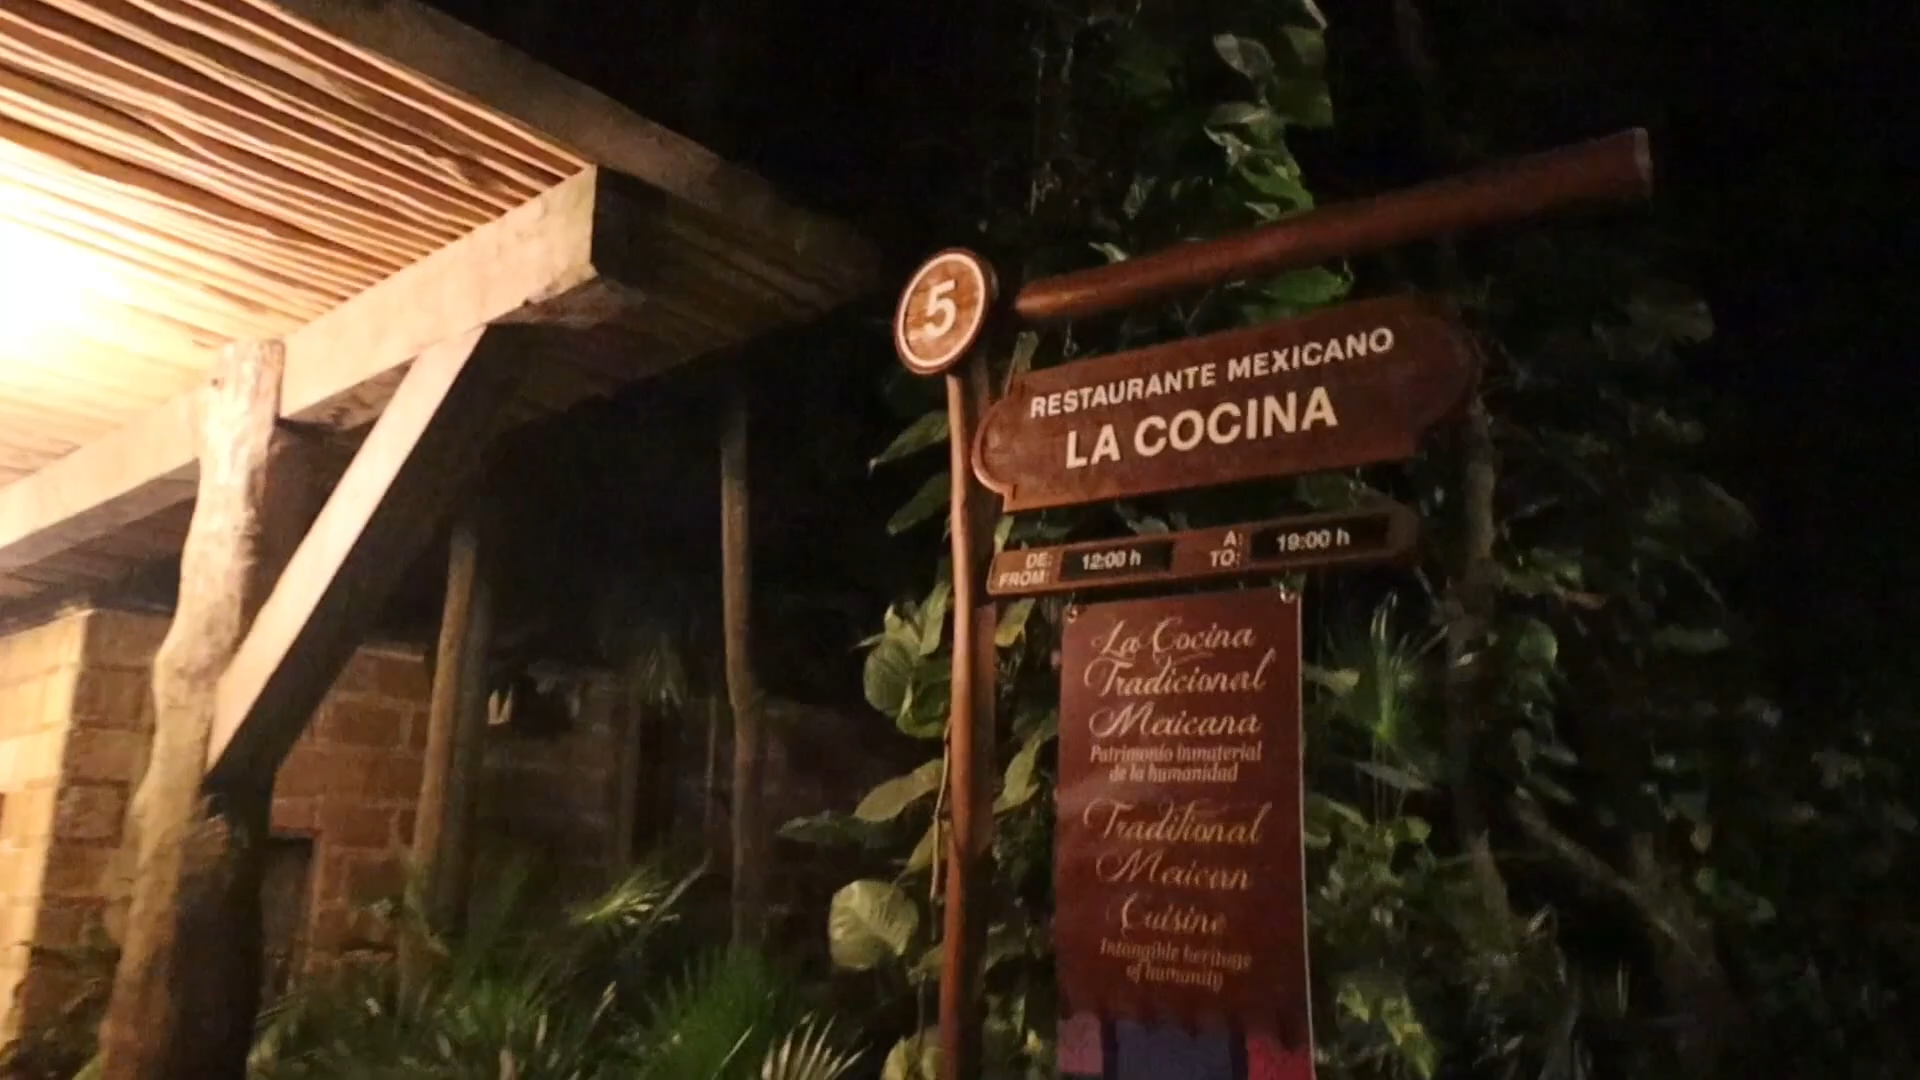 5
RESTAURANTE MEXICANO
LA COCINA
DE: 12:00 h A: 19:00 h
FROM: TO:
La Cocina
Tradicional
Mexicana
Patrimonio inmaterial
de la humanidad
Traditional
Mexican
Cuisine
Intangible heritage
of humanity